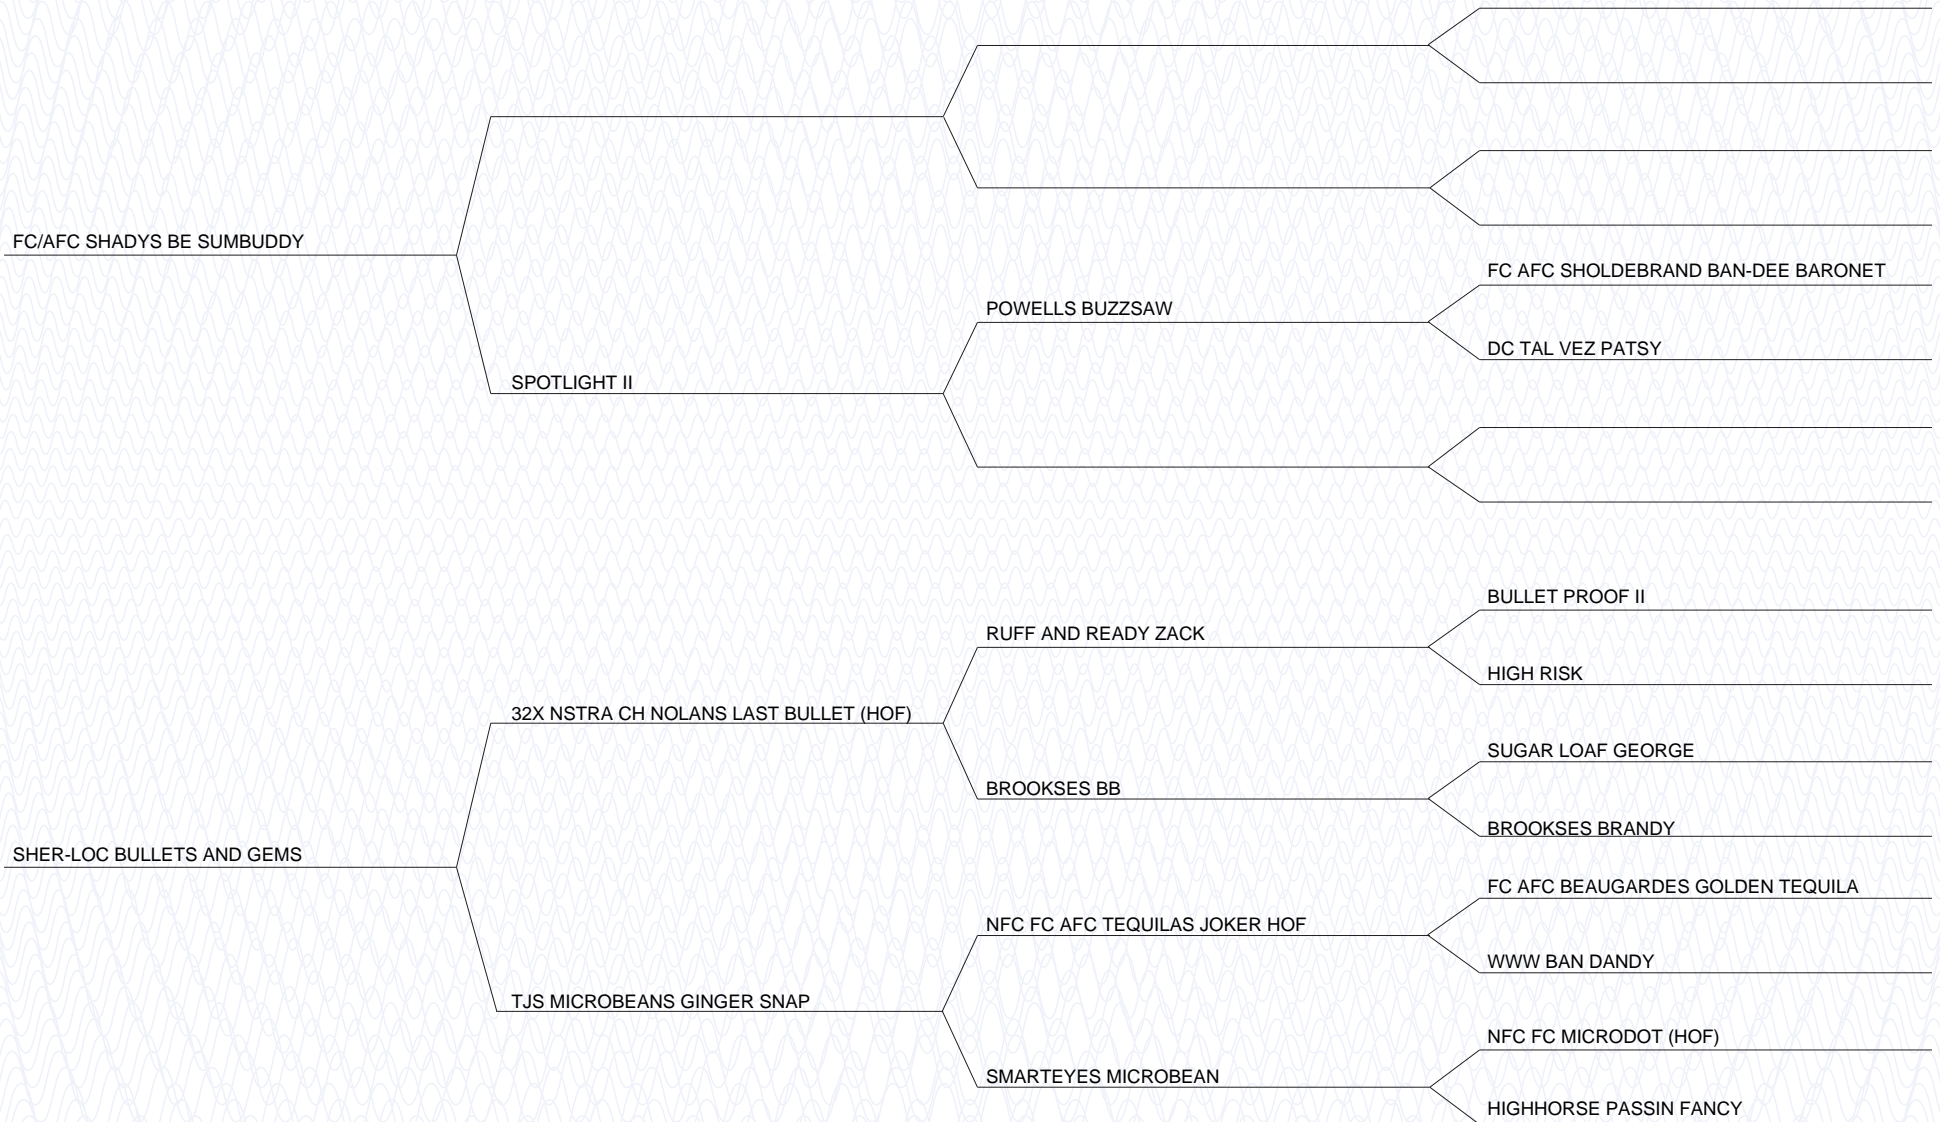 FC/AFC SHADYS BE SUMBUDDY
SPOTLIGHT II
POWELLS BUZZSAW
FC AFC SHOLDEBRAND BAN-DEE BARONET
DC TAL VEZ PATSY
SHER-LOC BULLETS AND GEMS
32X NSTRA CH NOLANS LAST BULLET (HOF)
RUFF AND READY ZACK
BULLET PROOF II
HIGH RISK
BROOKSES BB
SUGAR LOAF GEORGE
BROOKSES BRANDY
TJS MICROBEANS GINGER SNAP
NFC FC AFC TEQUILAS JOKER HOF
FC AFC BEAUGARDES GOLDEN TEQUILA
WWW BAN DANDY
SMARTEYES MICROBEAN
NFC FC MICRODOT (HOF)
HIGHHORSE PASSIN FANCY